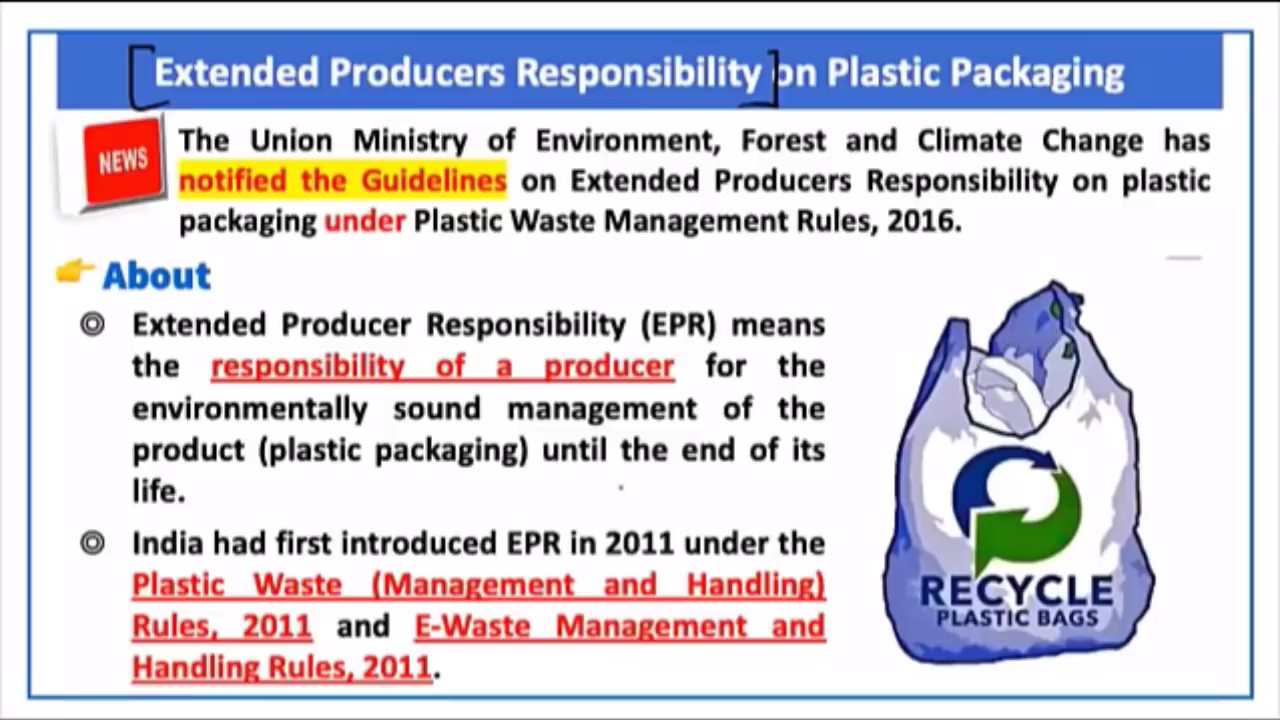 Extended Producers Responsibility on Plastic Packaging
NEWS
The Union Ministry of Environment, Forest and Climate Change has
notified the Guidelines on Extended Producers Responsibility on plastic
packaging under Plastic Waste Management Rules, 2016.
About
Extended Producer Responsibility (EPR) means
the responsibility of a producer for the
environmentally sound management of the
product (plastic packaging) until the end of its
life.
India had first introduced EPR in 2011 under the
Plastic Waste (Management and Handling)
Rules, 2011 and E-Waste Management and
Handling Rules, 2011.
RECYCLE
PLASTIC BAGS